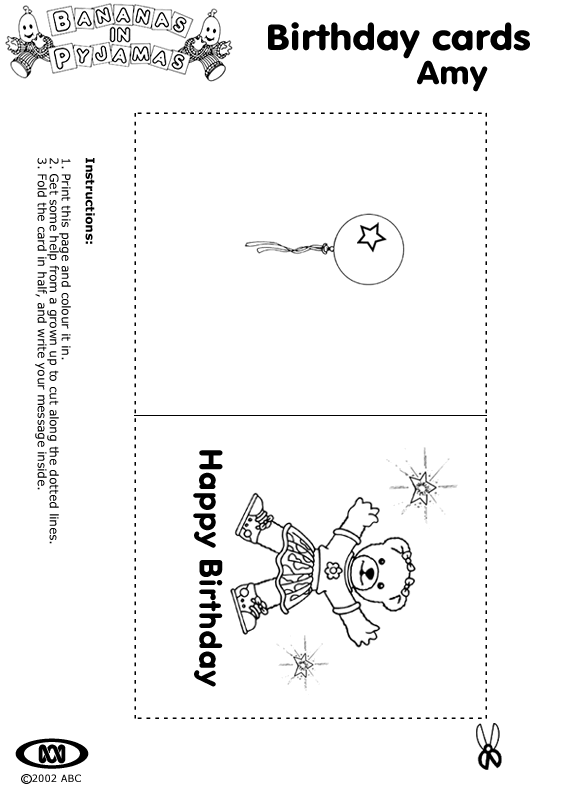 BANANAS
IN
PYJAMAS
Birthday cards
Amy
Instructions:
1. Print this page and colour it in.
2. Get some help from a grown up to cut along the dotted lines.
3. Fold the card in half, and write your message inside.
Happy Birthday
©2002 ABC